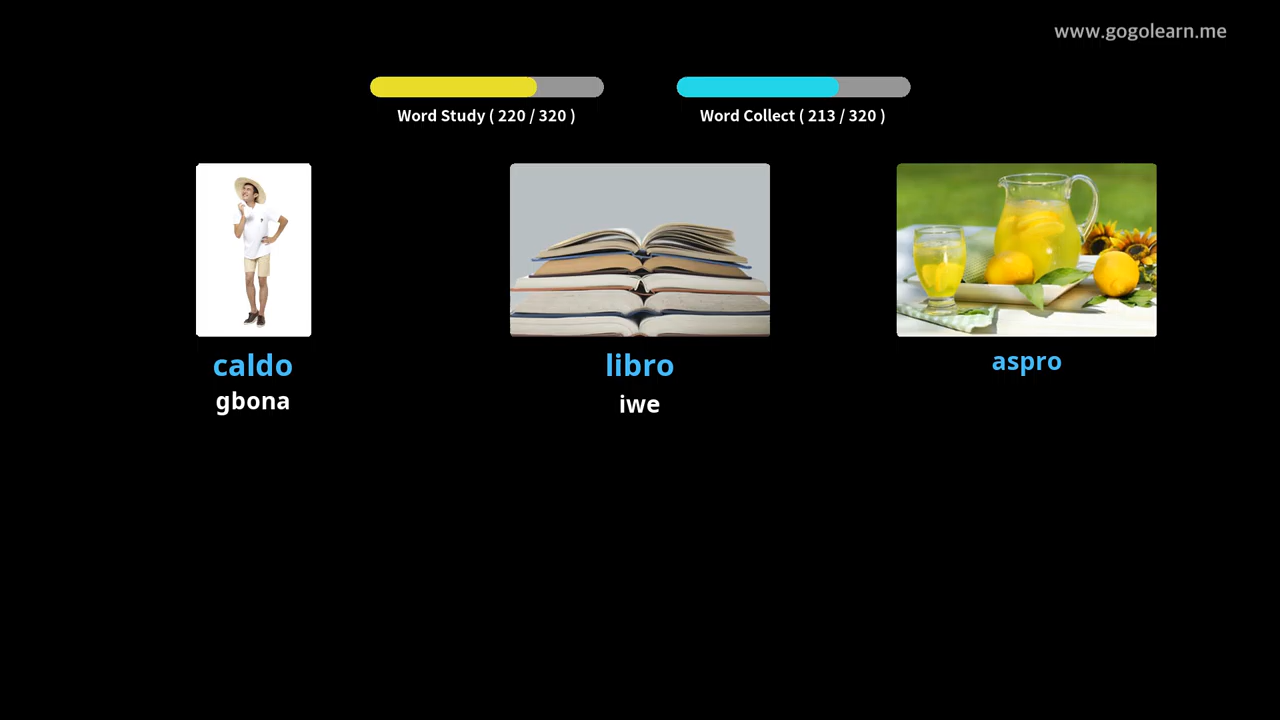 www.gogolearn.me
Word Study ( 220 / 320 )
Word Collect ( 213 / 320 )
caldo
gbona
libro
iwe
aspro